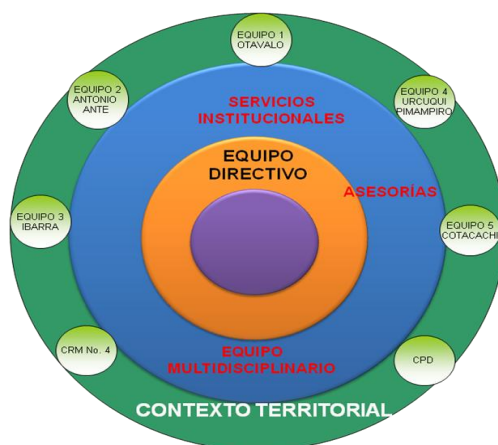 EQUIPO 1
OTAVALO
EQUIPO 2
ANTONIO
ANTE
EQUIPO 4
URCUQUI
PIMAMPIRO
SERVICIOS
INSTITUCIONALES
EQUIPO
DIRECTIVO
ASESORÍAS
EQUIPO 3
IBARRA
EQUIPO 5
COTACACHI
CRM No. 4
EQUIPO
MULTIDISCIPLINARIO
CPD
CONTEXTO TERRITORIAL